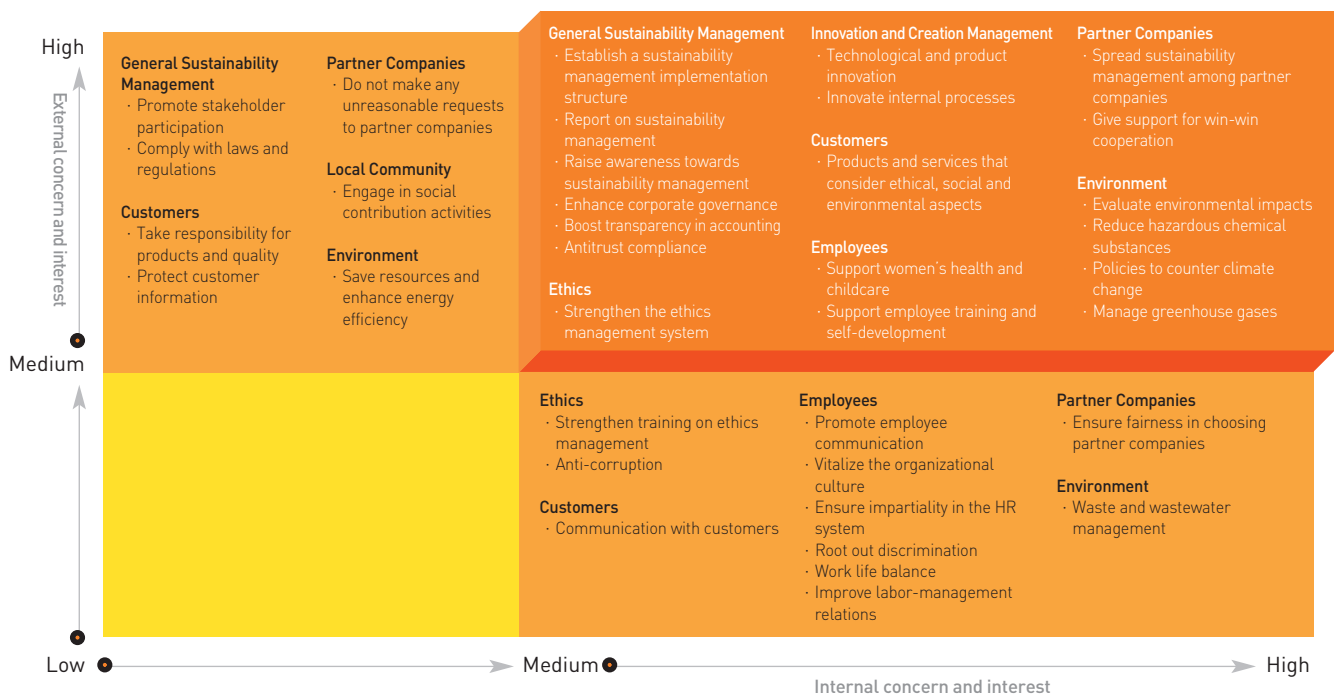 High
External concern and interest
Medium
General Sustainability
Management
· Promote stakeholder
participation
· Comply with laws and
regulations
Customers
· Take responsibility for
products and quality
· Protect customer
information
Partner Companies
· Do not make any
unreasonable requests
to partner companies
Local Community
· Engage in social
contribution activities
Environment
· Save resources and
enhance energy
efficiency
General Sustainability Management
· Establish a sustainability
management implementation
structure
· Report on sustainability
management
· Raise awareness towards
sustainability management
· Enhance corporate governance
· Boost transparency in accounting
· Antitrust compliance
Ethics
· Strengthen the ethics
management system
Innovation and Creation Management
· Technological and product
innovation
· Innovate internal processes
Customers
· Products and services that
consider ethical, social and
environmental aspects
Employees
· Support women's health and
childcare
· Support employee training and
self-development
Partner Companies
· Spread sustainability
management among partner
companies
· Give support for win-win
cooperation
Environment
· Evaluate environmental impacts
· Reduce hazardous chemical
substances
· Policies to counter climate
change
· Manage greenhouse gases
Ethics
· Strengthen training on ethics
management
· Anti-corruption
Customers
· Communication with customers
Employees
· Promote employee
communication
· Vitalize the organizational
culture
· Ensure impartiality in the HR
system
· Root out discrimination
· Work life balance
· Improve labor-management
relations
Partner Companies
· Ensure fairness in choosing
partner companies
Environment
· Waste and wastewater
management
Low
Medium
High
Internal concern and interest